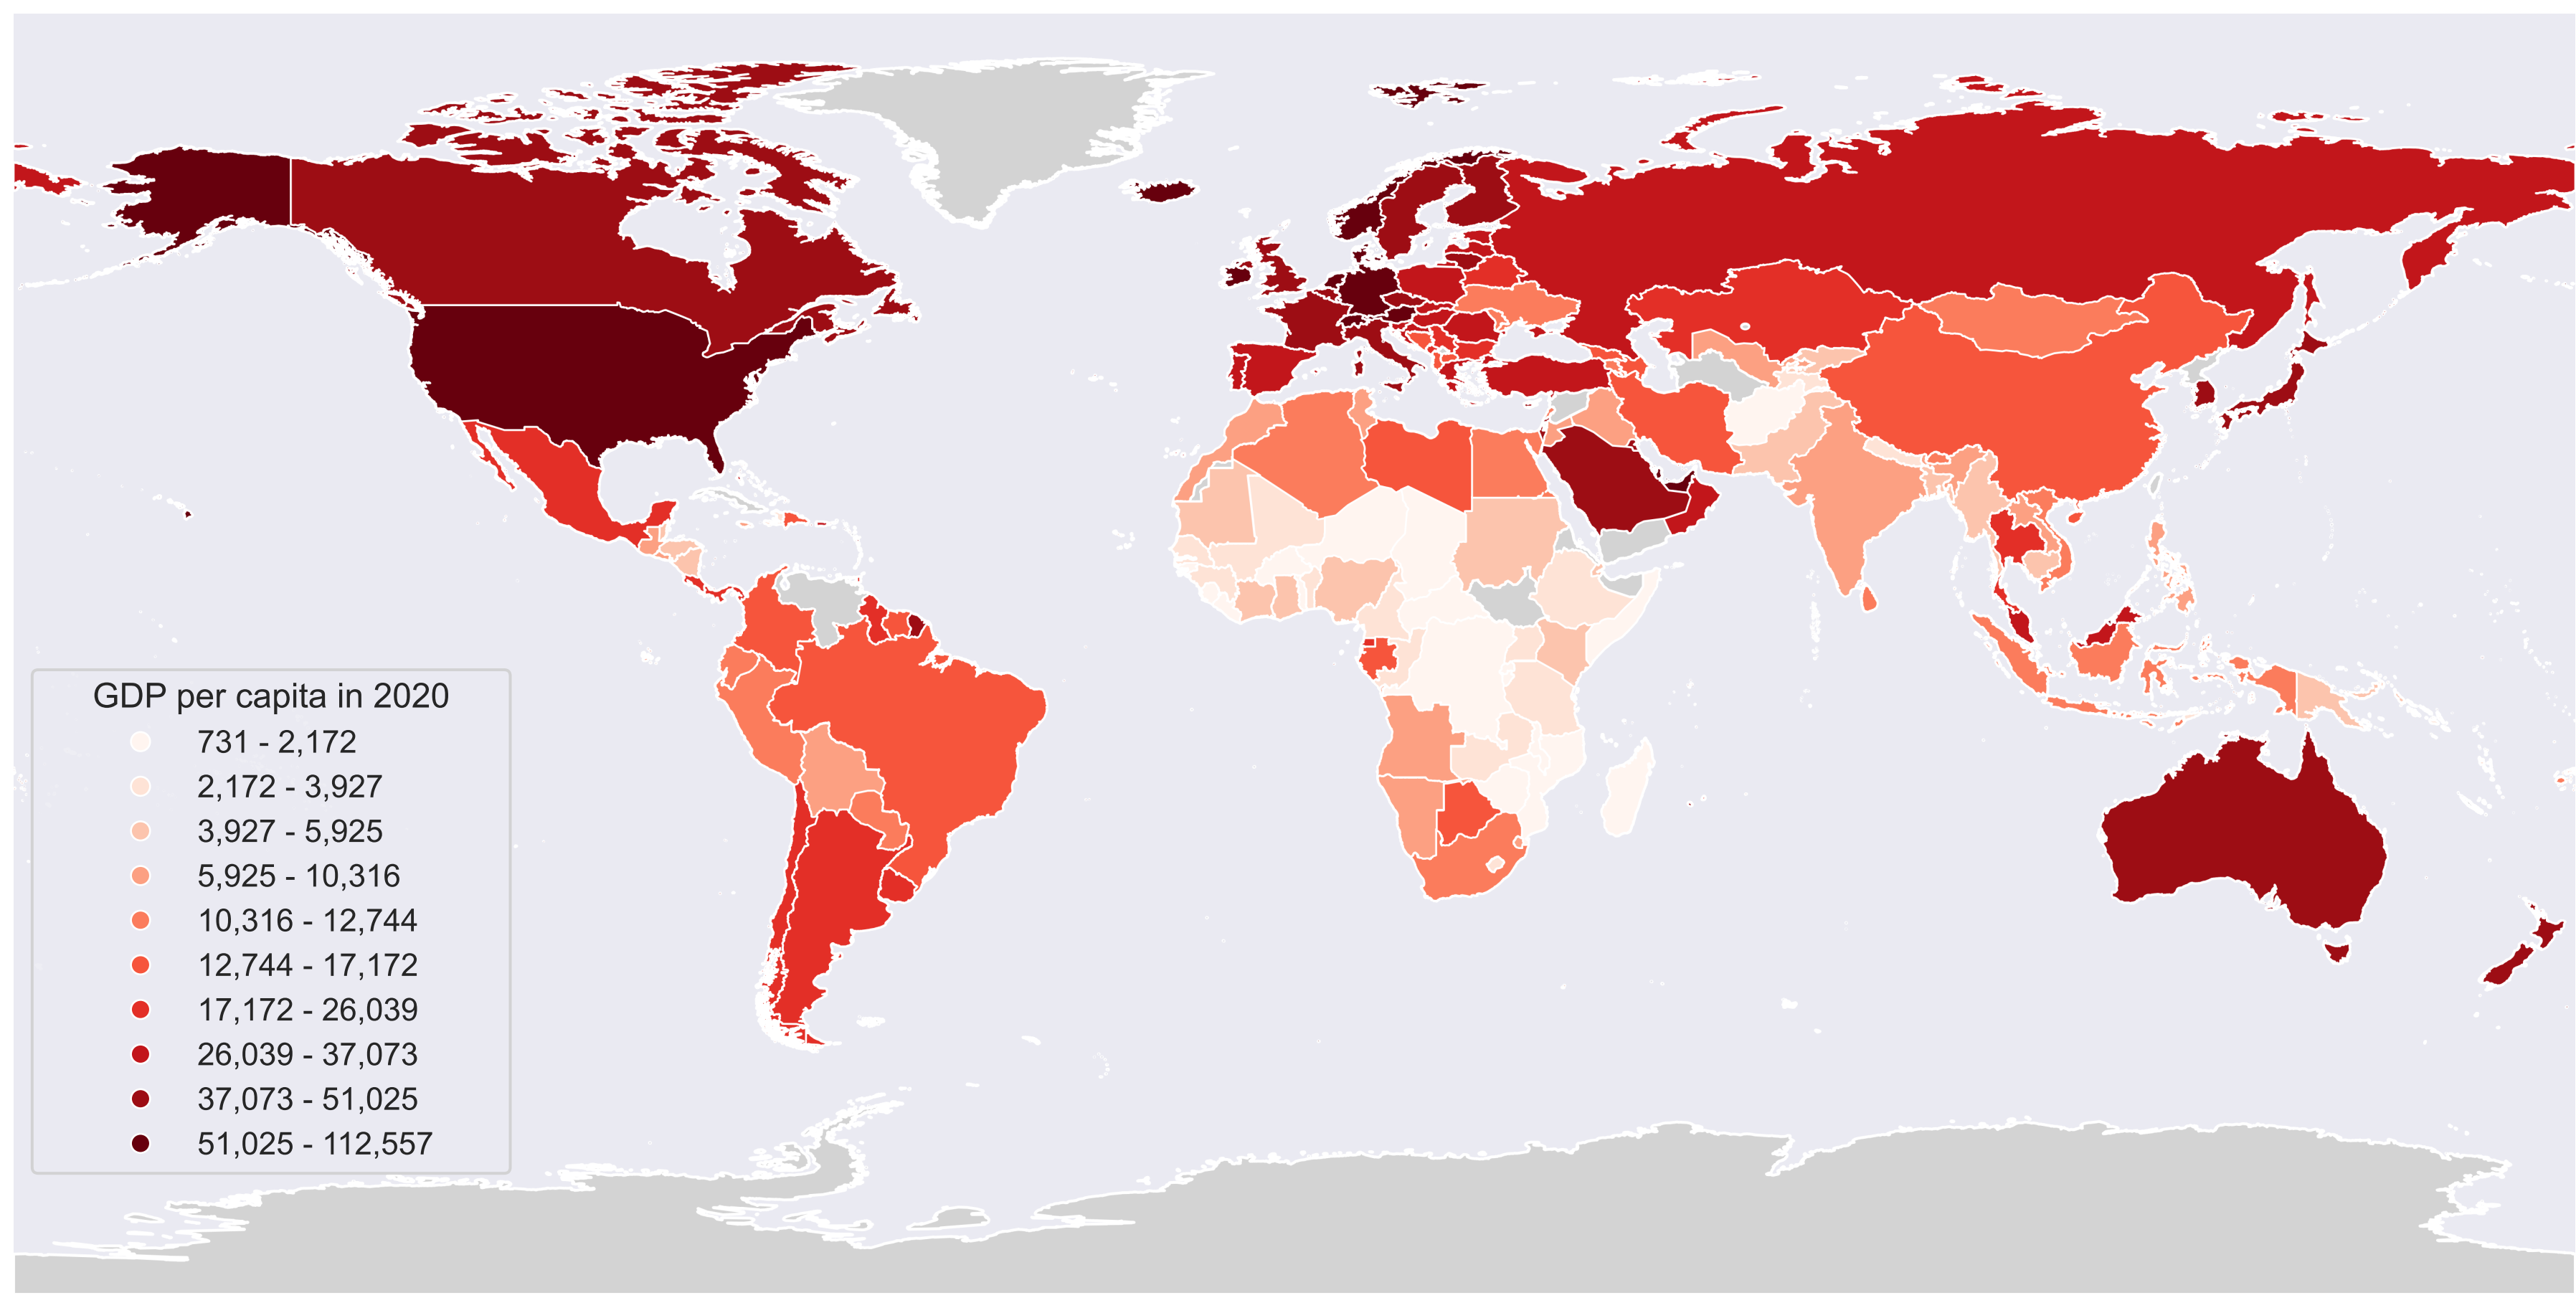 GDP per capita in 2020
731 - 2,172
2,172 - 3,927
3,927 - 5,925
5,925 - 10,316
10,316 - 12,744
12,744 - 17,172
17,172 - 26,039
26,039 - 37,073
37,073 - 51,025
51,025 - 112,557